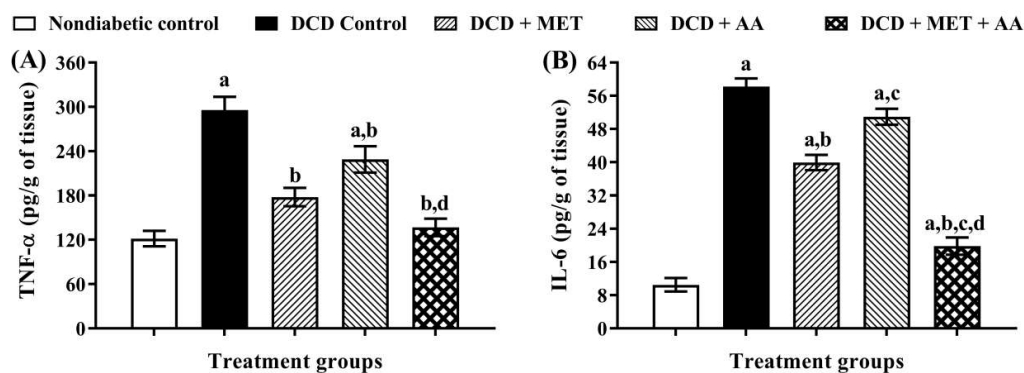 Nondiabetic control DCD Control DCD + MET DCD + AA DCD + MET + AA
(A)
TNF-α (pg/g of tissue)
360
300
240
180
120
60
0
a
b
a,b
b,d
Treatment groups
(B)
IL-6 (pg/g of tissue)
64
56
48
40
32
24
16
8
0
a
a,b
a,c
a,b,c,d
Treatment groups